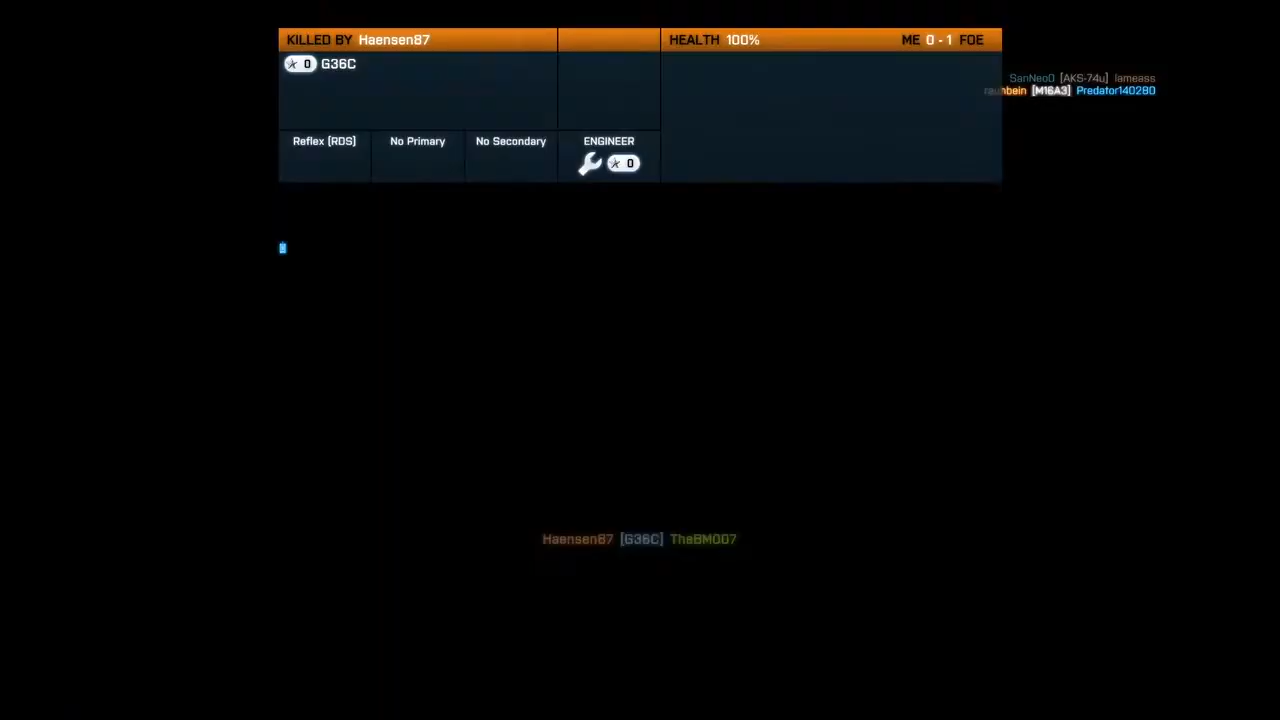 KILLED BY Haensen87 HEALTH 100% ME 0 - 1 FOE
0 G36C
SanNeo0 [AKS-74u] lameass
[M16A3] Predator140280
Reflex [RDS] No Primary No Secondary ENGINEER
0
Haensen87 [G36C] TheBM007